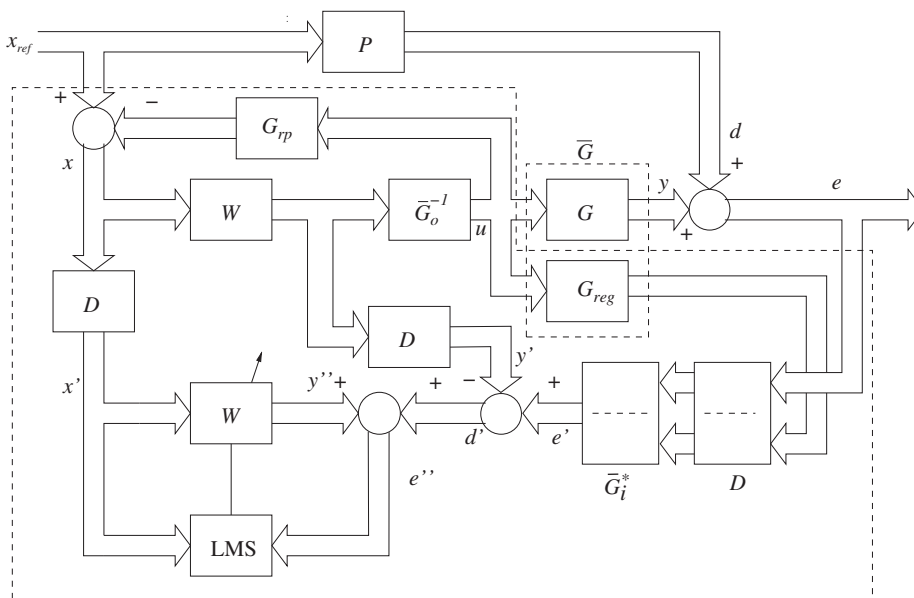 :
x_ref
P
+
−
G_rp
x
d
Ḡ
+
y
e
W
Ḡ_o^{-1}
u
G
+
D
G_reg
D
y'
x'
y''
+
+
−
+
W
d'
e'
e''
Ḡ_i^*
D
LMS